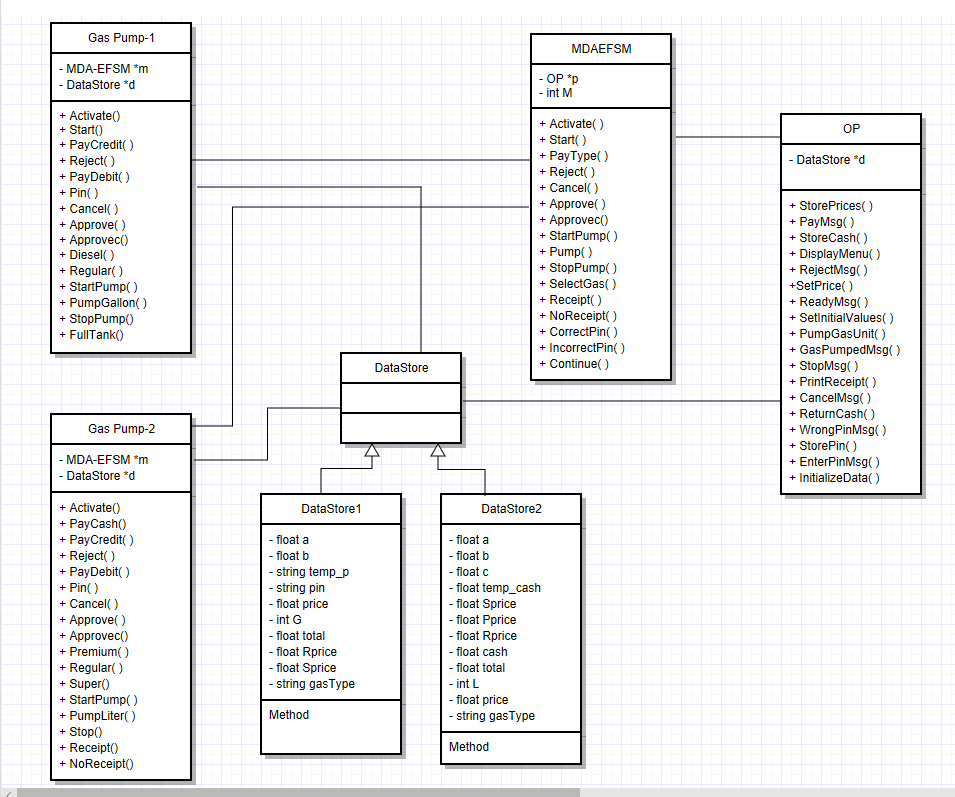 Gas Pump-1
- MDA-EFSM *m
- DataStore *d
+ Activate()
+ Start()
+ PayCredit( )
+ Reject( )
+ PayDebit( )
+ Pin( )
+ Cancel( )
+ Approve( )
+ Approvec()
+ Diesel( )
+ Regular( )
+ StartPump( )
+ PumpGallon( )
+ StopPump()
+ FullTank()
MDAEFSM
- OP *p
- int M
+ Activate( )
+ Start( )
+ PayType( )
+ Reject( )
+ Cancel( )
+ Approve( )
+ Approvec()
+ StartPump( )
+ Pump( )
+ StopPump( )
+ SelectGas( )
+ Receipt( )
+ NoReceipt( )
+ CorrectPin( )
+ IncorrectPin( )
+ Continue( )
OP
- DataStore *d
+ StorePrices( )
+ PayMsg( )
+ StoreCash( )
+ DisplayMenu( )
+ RejectMsg( )
+SetPrice( )
+ ReadyMsg( )
+ SetInitialValues( )
+ PumpGasUnit( )
+ GasPumpedMsg( )
+ StopMsg( )
+ PrintReceipt( )
+ CancelMsg( )
+ ReturnCash( )
+ WrongPinMsg( )
+ StorePin( )
+ EnterPinMsg( )
+ InitializeData( )
DataStore
Gas Pump-2
- MDA-EFSM *m
- DataStore *d
+ Activate()
+ PayCash()
+ PayCredit( )
+ Reject( )
+ PayDebit( )
+ Pin( )
+ Cancel( )
+ Approve( )
+ Approvec()
+ Premium( )
+ Regular( )
+ Super()
+ StartPump( )
+ PumpLiter( )
+ Stop()
+ Receipt()
+ NoReceipt()
DataStore1
- float a
- float b
- string temp_p
- string pin
- float price
- int G
- float total
- float Rprice
- float Sprice
- string gasType
Method
DataStore2
- float a
- float b
- float c
- float temp_cash
- float Sprice
- float Pprice
- float Rprice
- float cash
- float total
- int L
- float price
- string gasType
Method